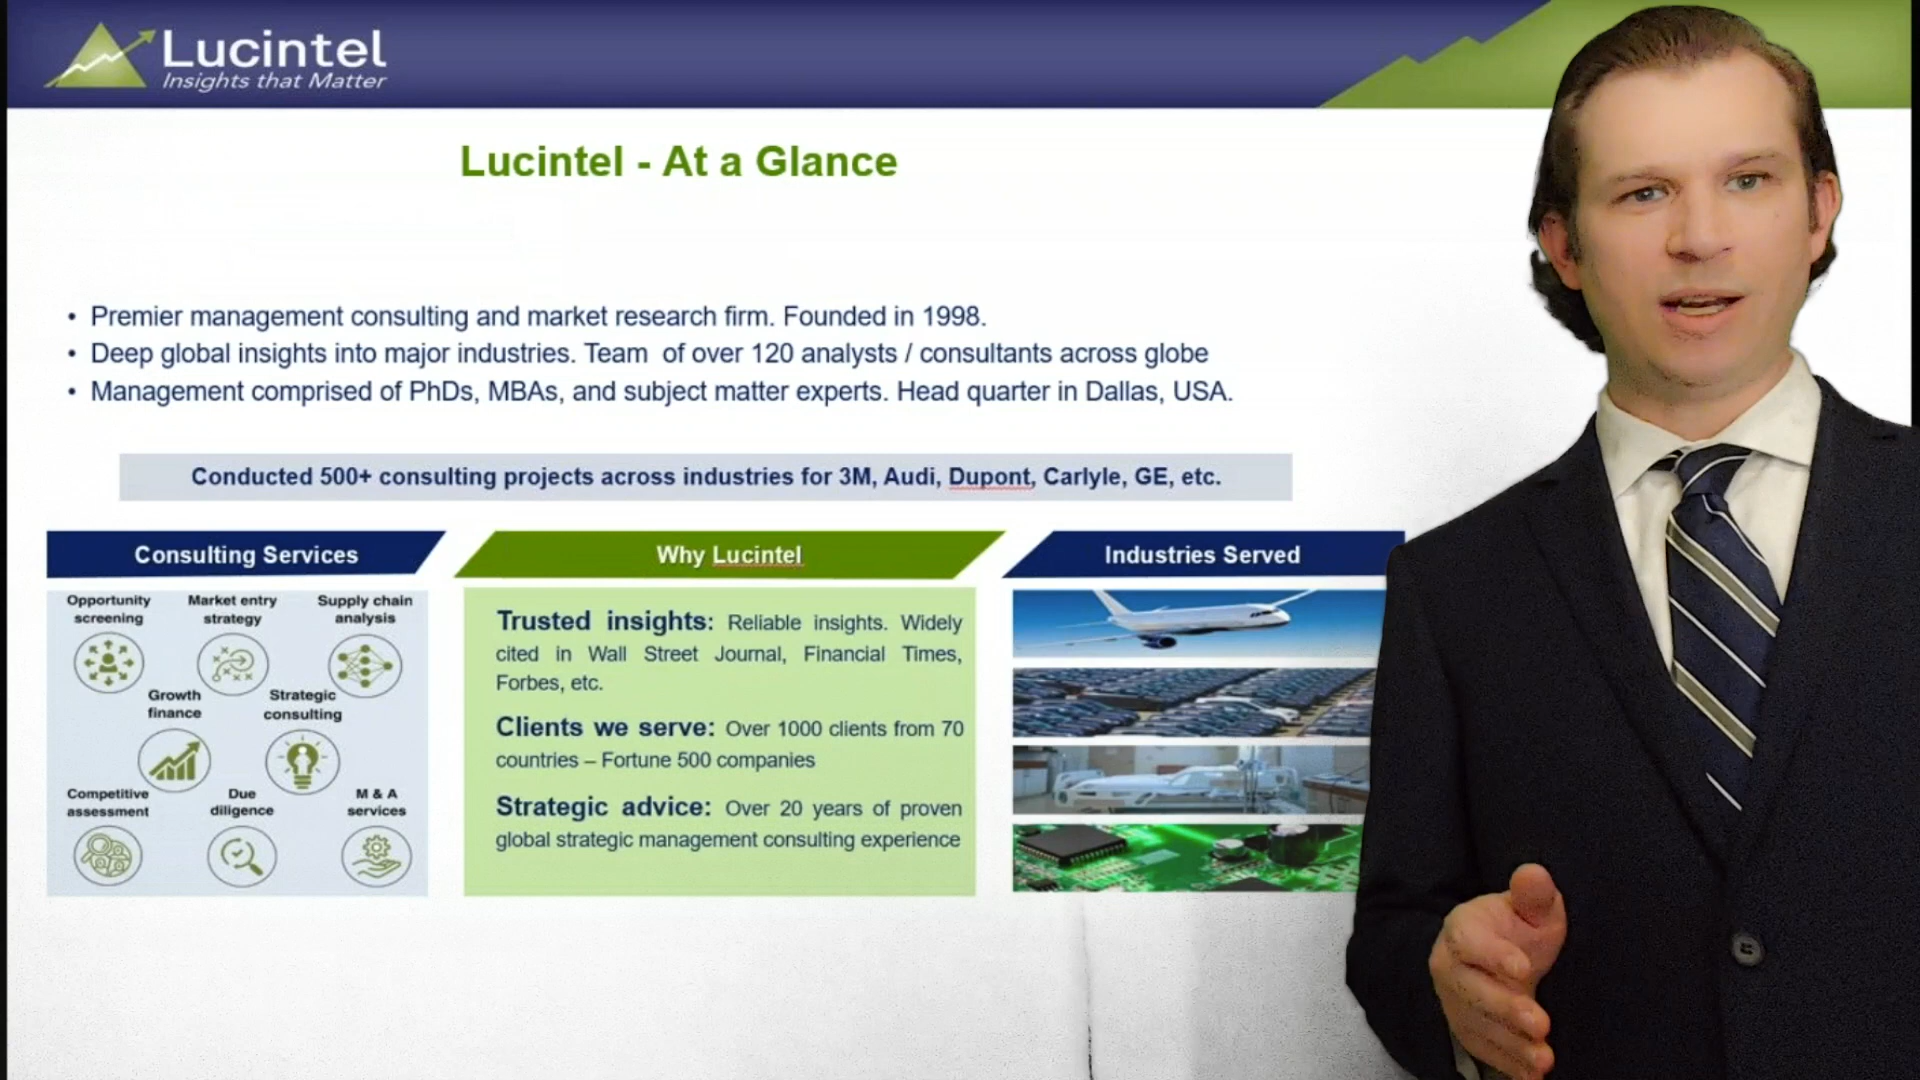 Lucintel
Insights that Matter
Lucintel - At a Glance
• Premier management consulting and market research firm. Founded in 1998.
• Deep global insights into major industries. Team of over 120 analysts / consultants across globe
• Management comprised of PhDs, MBAs, and subject matter experts. Head quarter in Dallas, USA.
Conducted 500+ consulting projects across industries for 3M, Audi, Dupont, Carlyle, GE, etc.
Consulting Services
Opportunity
screening
Market entry
strategy
Supply chain
analysis
Growth
finance
Strategic
consulting
Competitive
assessment
Due
diligence
M & A
services
Why Lucintel
Trusted insights: Reliable insights. Widely
cited in Wall Street Journal, Financial Times,
Forbes, etc.
Clients we serve: Over 1000 clients from 70
countries – Fortune 500 companies
Strategic advice: Over 20 years of proven
global strategic management consulting experience
Industries Served